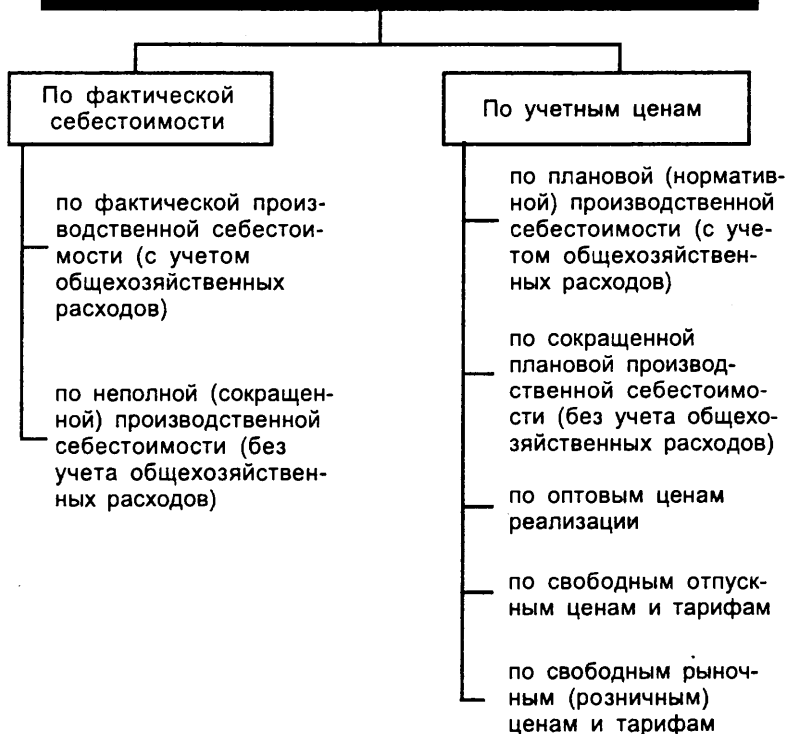 По фактической
себестоимости
по фактической произ-
водственной себестои-
мости (с учетом
общехозяйственных
расходов)
по неполной (сокращен-
ной) производственной
себестоимости (без
учета общехозяйствен-
ных расходов)
По учетным ценам
по плановой (норматив-
ной) производственной
себестоимости (с уче-
том общехозяйствен-
ных расходов)
по сокращенной
плановой производ-
ственной себестоимо-
сти (без учета общехо-
зяйственных расходов)
по оптовым ценам
реализации
по свободным отпуск-
ным ценам и тарифам
по свободным рыноч-
ным (розничным)
ценам и тарифам